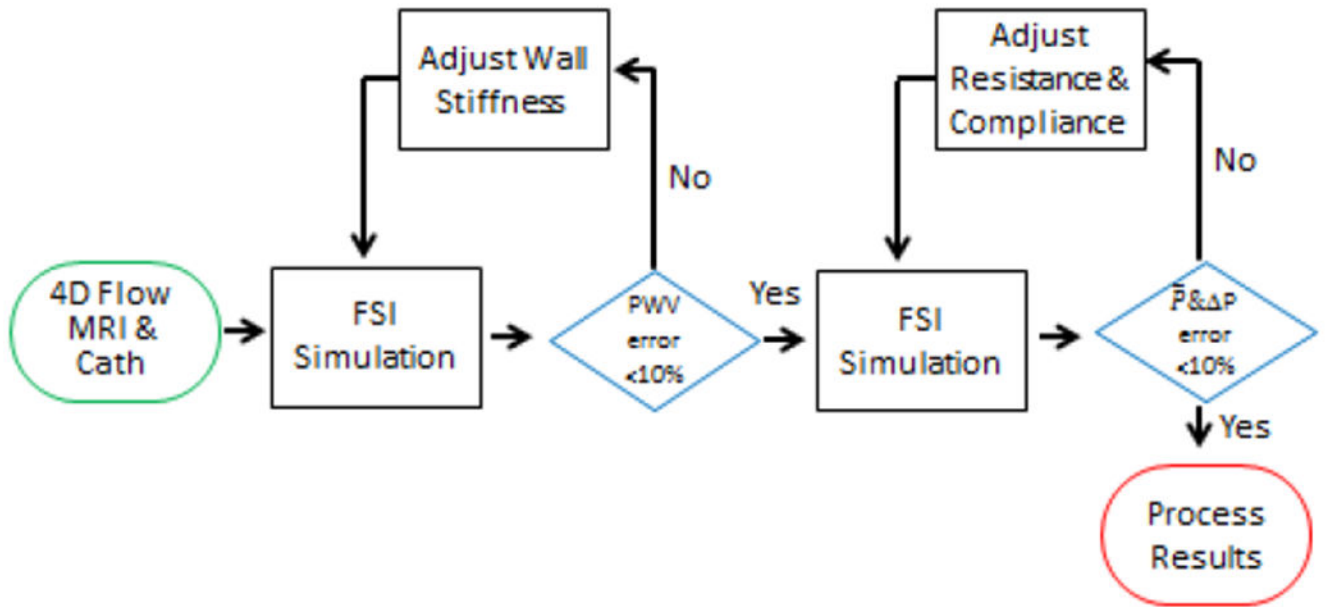 Adjust Wall
Stiffness
No
4D Flow
MRI &
Cath
FSI
Simulation
PWV
error
<10%
Yes
Adjust
Resistance &
Compliance
No
FSI
Simulation
P̄&ΔP
error
<10%
Yes
Process
Results